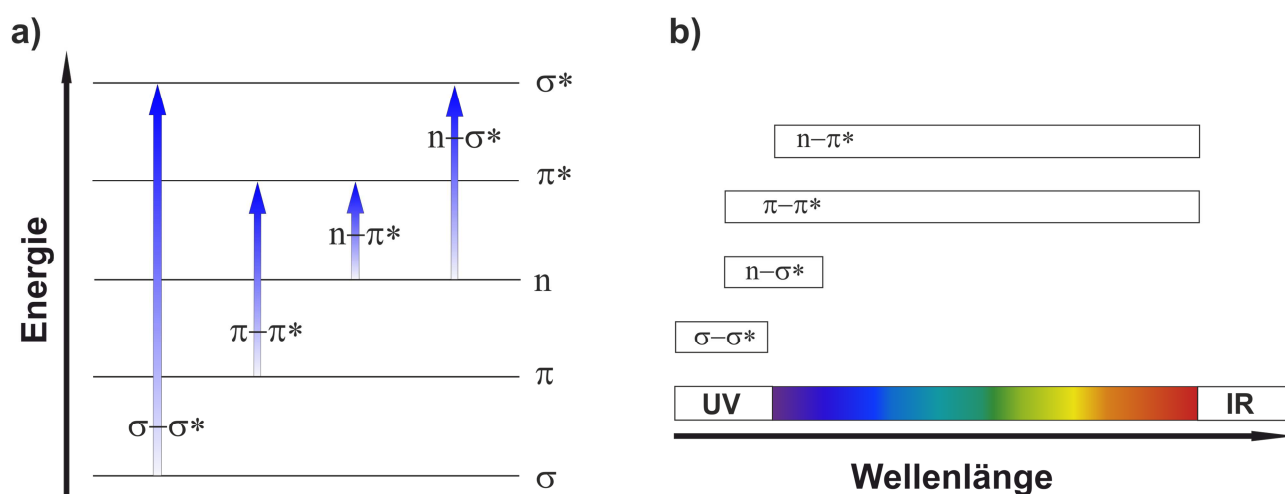 a)
Energie
σ*
π*
n
π
σ
σ–σ*
π–π*
n–π*
n–σ*
b)
n–π*
π–π*
n–σ*
σ–σ*
UV
IR
Wellenlänge